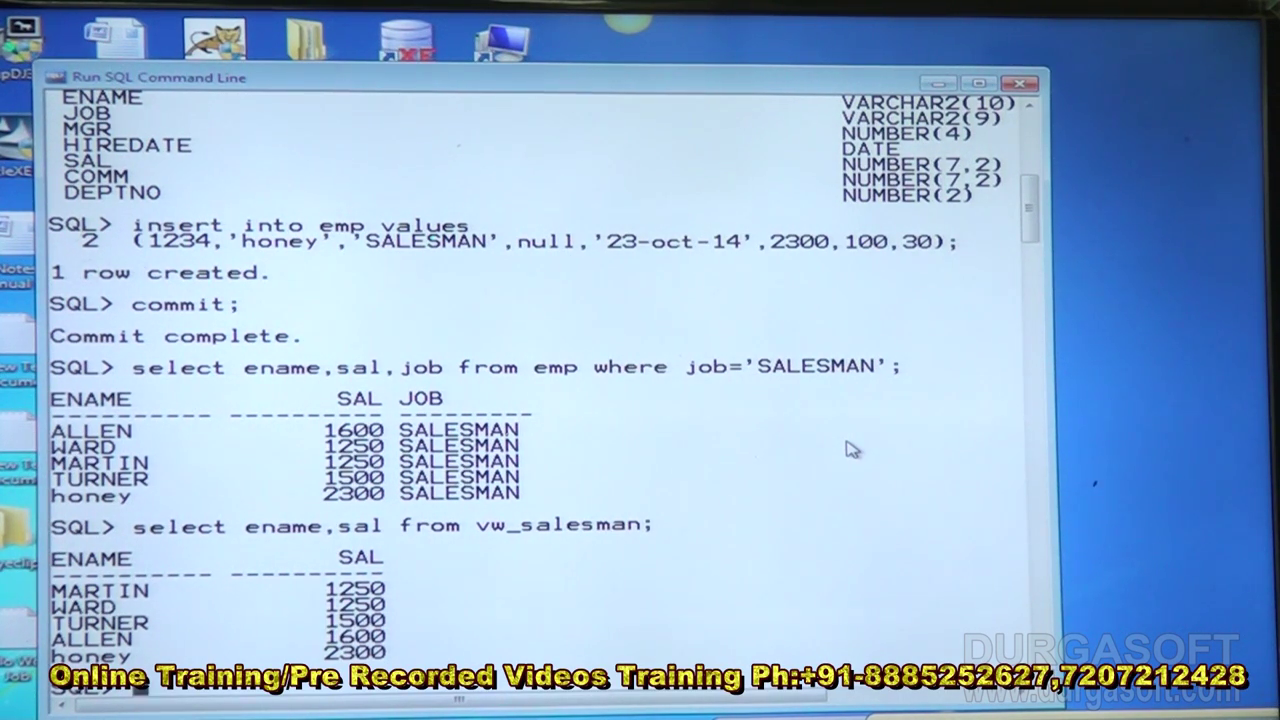 XE
Run SQL Command Line
ENAME VARCHAR2(10)
JOB VARCHAR2(9)
MGR NUMBER(4)
HIREDATE DATE
SAL NUMBER(7,2)
COMM NUMBER(7,2)
DEPTNO NUMBER(2)
SQL> insert into emp values
2 (1234,'honey','SALESMAN',null,'23-oct-14',2300,100,30);
1 row created.
SQL> commit;
Commit complete.
SQL> select ename,sal,job from emp where job='SALESMAN';
ENAME SAL JOB
---------- ---------- ---------
ALLEN 1600 SALESMAN
WARD 1250 SALESMAN
MARTIN 1250 SALESMAN
TURNER 1500 SALESMAN
honey 2300 SALESMAN
SQL> select ename,sal from vw_salesman;
ENAME SAL
---------- ----------
MARTIN 1250
WARD 1250
TURNER 1500
ALLEN 1600
honey 2300
SQL>
DURGASOFT
www.durgasoft.com
Online Training/Pre Recorded Videos Training Ph:+91-8885252627,7207212428